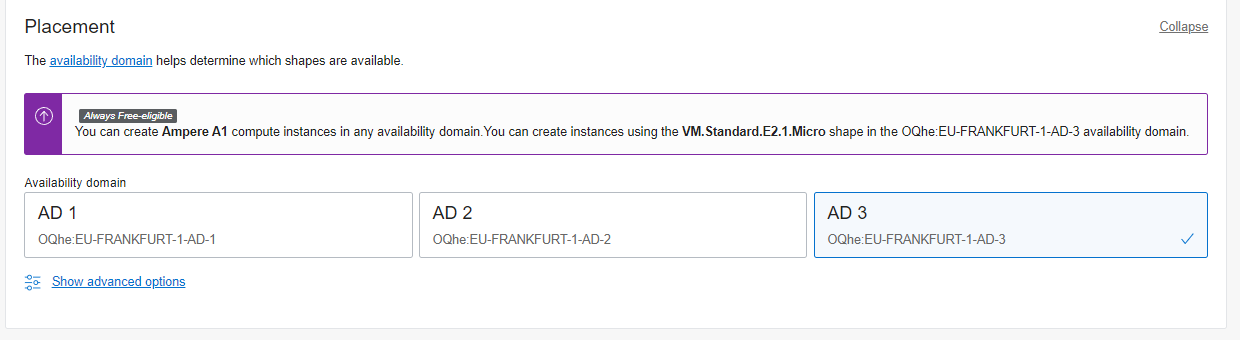 Placement
Collapse
The availability domain helps determine which shapes are available.
Always Free-eligible
You can create Ampere A1 compute instances in any availability domain.You can create instances using the VM.Standard.E2.1.Micro shape in the OQhe:EU-FRANKFURT-1-AD-3 availability domain.
Availability domain
AD 1
OQhe:EU-FRANKFURT-1-AD-1
AD 2
OQhe:EU-FRANKFURT-1-AD-2
AD 3
OQhe:EU-FRANKFURT-1-AD-3
Show advanced options